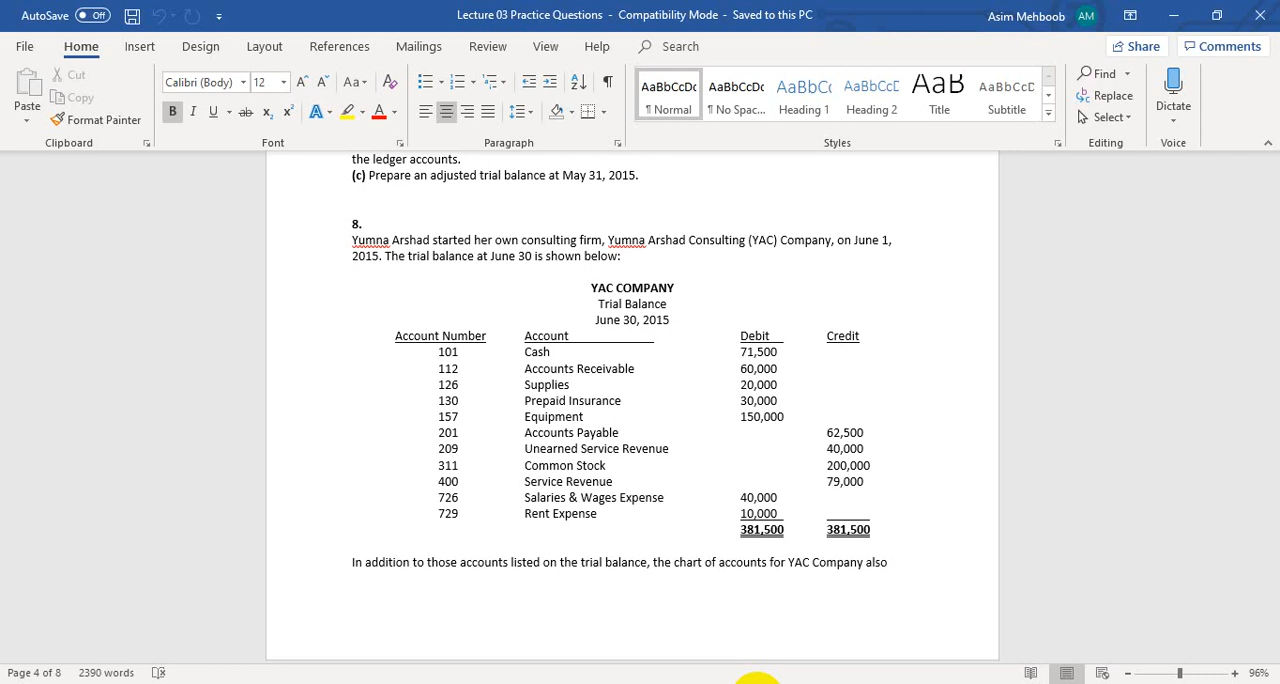 AutoSave Off Lecture 03 Practice Questions - Compatibility Mode - Saved to this PC Asim Mehboob AM
File Home Insert Design Layout References Mailings Review View Help Search Share Comments
Paste Cut Copy Format Painter
Calibri (Body) 12 Aa
B I U ab x₂ x² A A
AaBbCcDc AaBbCcDc AaBbCc AaBbCcD AaB AaBbCcD
¶ Normal ¶ No Spac... Heading 1 Heading 2 Title Subtitle
Find Replace Select Dictate
Clipboard Font Paragraph Styles Editing Voice
the ledger accounts.
(c) Prepare an adjusted trial balance at May 31, 2015.
8.
Yumna Arshad started her own consulting firm, Yumna Arshad Consulting (YAC) Company, on June 1,
2015. The trial balance at June 30 is shown below:
YAC COMPANY
Trial Balance
June 30, 2015
Account Number Account Debit Credit
101 Cash 71,500
112 Accounts Receivable 60,000
126 Supplies 20,000
130 Prepaid Insurance 30,000
157 Equipment 150,000
201 Accounts Payable 62,500
209 Unearned Service Revenue 40,000
311 Common Stock 200,000
400 Service Revenue 79,000
726 Salaries & Wages Expense 40,000
729 Rent Expense 10,000
381,500 381,500
In addition to those accounts listed on the trial balance, the chart of accounts for YAC Company also
Page 4 of 8 2390 words 96%